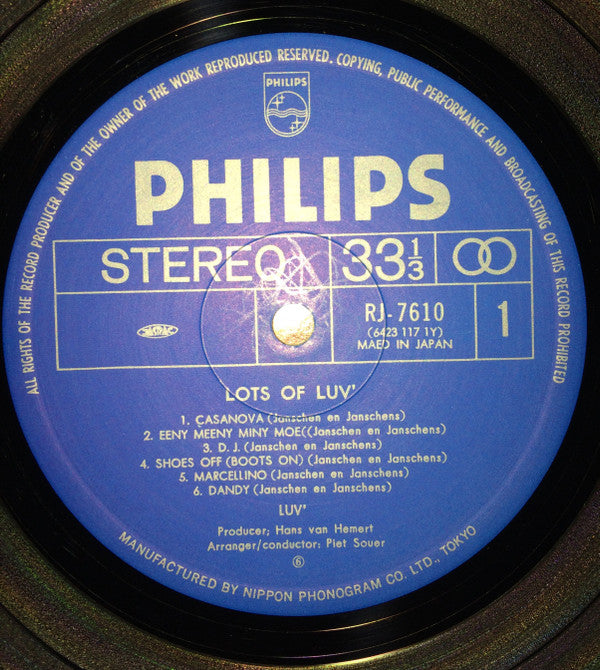 ALL RIGHTS OF THE RECORD PRODUCER AND OF THE OWNER OF THE WORK REPRODUCED RESERVED. COPYING, PUBLIC PERFORMANCE AND BROADCASTING OF THIS RECORD PROHIBITED
PHILIPS
PHILIPS
STEREO 33 1/3
RJ-7610
(6423 117 1Y)
MAED IN JAPAN
1
LOTS OF LUV'
1. CASANOVA (Janschen en Janschens)
2. EENY MEENY MINY MOE((Janschen en Janschens)
3. D.J. (Janschen en Janschens)
4. SHOES OFF (BOOTS ON) (Janschen en Janschens)
5. MARCELLINO (Janschen en Janschens)
6. DANDY (Janschen en Janschens)
LUV'
Producer; Hans van Hemert
Arranger/conductor: Piet Souer
⑥
MANUFACTURED BY NIPPON PHONOGRAM CO. LTD., TOKYO